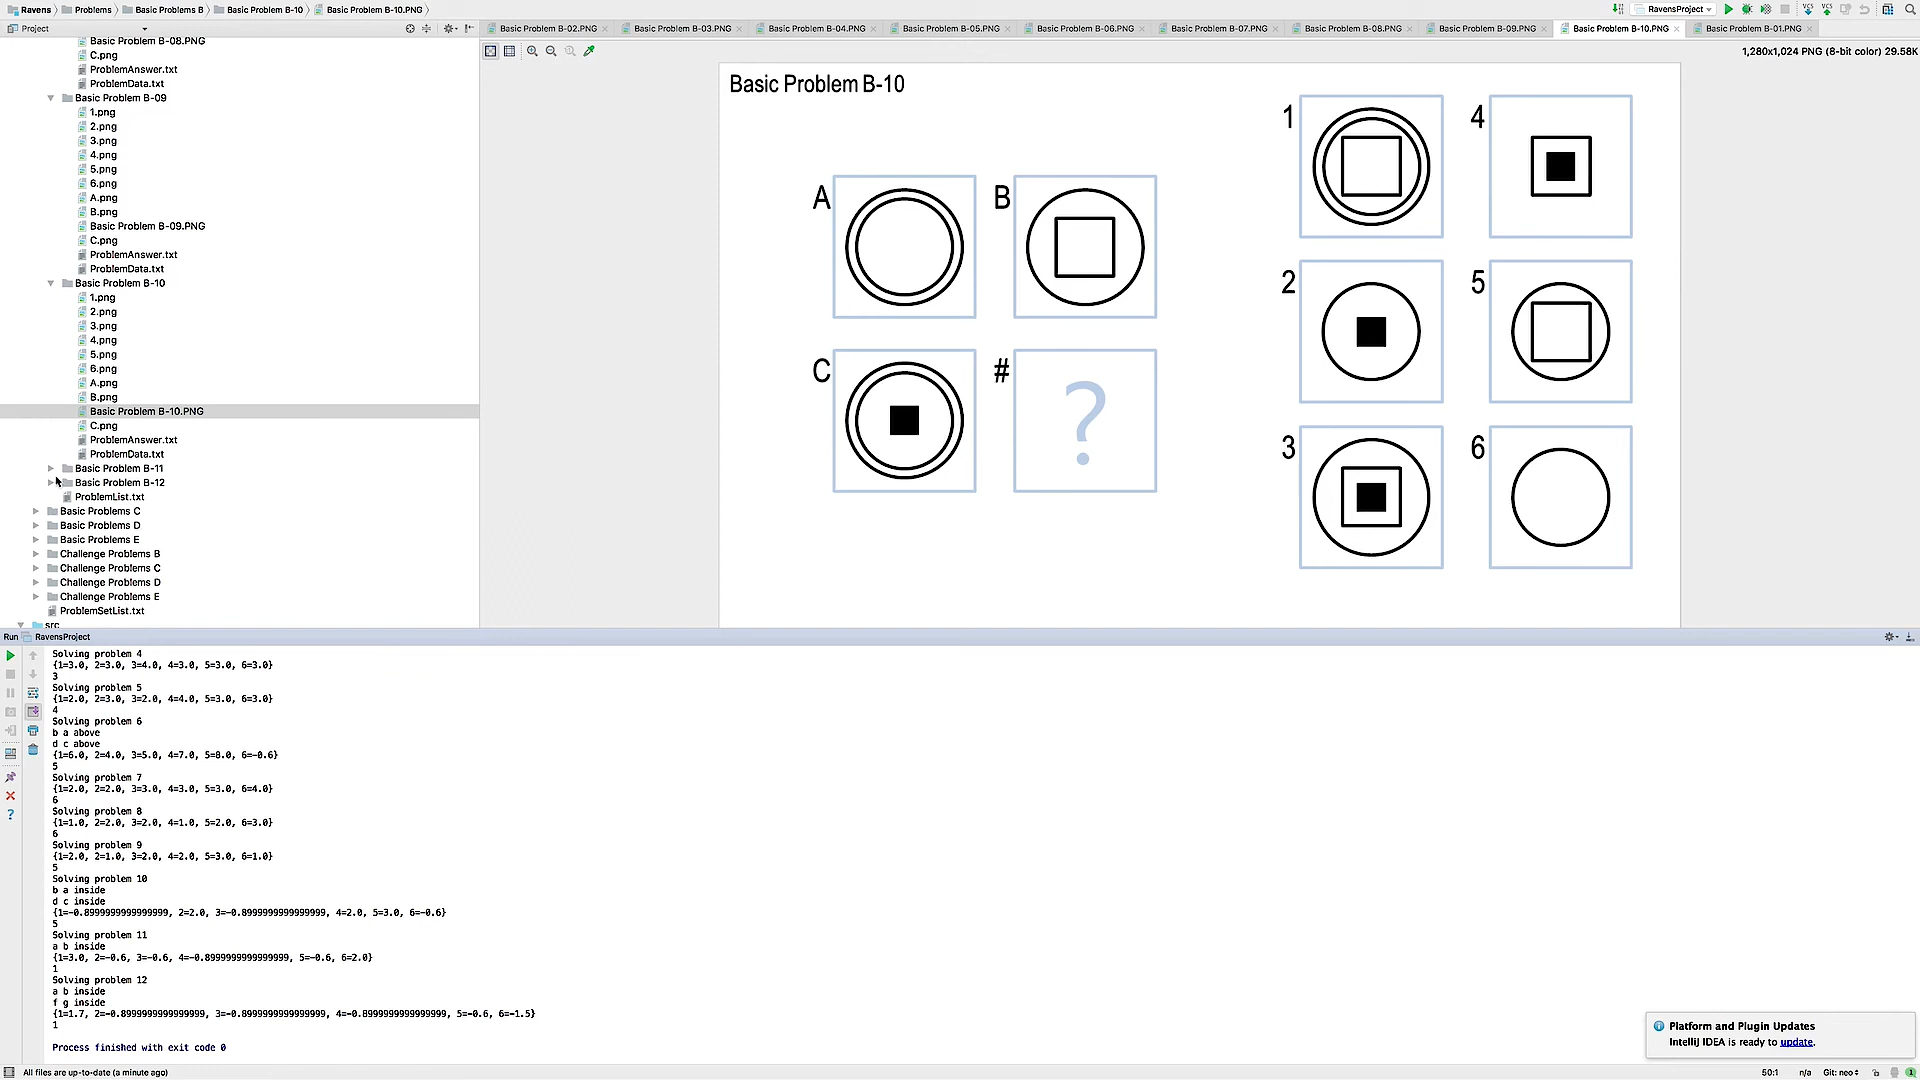 Ravens Problems Basic Problems B Basic Problem B-10 Basic Problem B-10.PNG
RavensProject
VCS VCS
Project
Basic Problem B-02.PNG Basic Problem B-03.PNG Basic Problem B-04.PNG Basic Problem B-05.PNG Basic Problem B-06.PNG Basic Problem B-07.PNG Basic Problem B-08.PNG Basic Problem B-09.PNG Basic Problem B-10.PNG Basic Problem B-01.PNG
1,280x1,024 PNG (8-bit color) 29.58K
Basic Problem B-08.PNG
C.png
ProblemAnswer.txt
ProblemData.txt
Basic Problem B-09
1.png
2.png
3.png
4.png
5.png
6.png
A.png
B.png
Basic Problem B-09.PNG
C.png
ProblemAnswer.txt
ProblemData.txt
Basic Problem B-10
1.png
2.png
3.png
4.png
5.png
6.png
A.png
B.png
Basic Problem B-10.PNG
C.png
ProblemAnswer.txt
ProblemData.txt
Basic Problem B-11
Basic Problem B-12
ProblemList.txt
Basic Problems C
Basic Problems D
Basic Problems E
Challenge Problems B
Challenge Problems C
Challenge Problems D
Challenge Problems E
ProblemSetList.txt
src
Basic Problem B-10
A B
C # ?
1 4
2 5
3 6
Run RavensProject
Solving problem 4
{1=3.0, 2=3.0, 3=4.0, 4=3.0, 5=3.0, 6=3.0}
3
Solving problem 5
{1=2.0, 2=3.0, 3=2.0, 4=4.0, 5=3.0, 6=3.0}
4
Solving problem 6
b a above
d c above
{1=6.0, 2=4.0, 3=5.0, 4=7.0, 5=8.0, 6=-0.6}
5
Solving problem 7
{1=2.0, 2=2.0, 3=3.0, 4=3.0, 5=3.0, 6=4.0}
6
Solving problem 8
{1=1.0, 2=2.0, 3=2.0, 4=1.0, 5=2.0, 6=3.0}
6
Solving problem 9
{1=2.0, 2=1.0, 3=2.0, 4=2.0, 5=3.0, 6=1.0}
5
Solving problem 10
b a inside
d c inside
{1=-0.8999999999999999, 2=2.0, 3=-0.8999999999999999, 4=2.0, 5=3.0, 6=-0.6}
5
Solving problem 11
a b inside
{1=3.0, 2=-0.6, 3=-0.6, 4=-0.8999999999999999, 5=-0.6, 6=2.0}
1
Solving problem 12
a b inside
f g inside
{1=1.7, 2=-0.8999999999999999, 3=-0.8999999999999999, 4=-0.8999999999999999, 5=-0.6, 6=-1.5}
1
Process finished with exit code 0
Platform and Plugin Updates
IntelliJ IDEA is ready to update.
All files are up-to-date (a minute ago)
50:1 n/a Git: neo 1